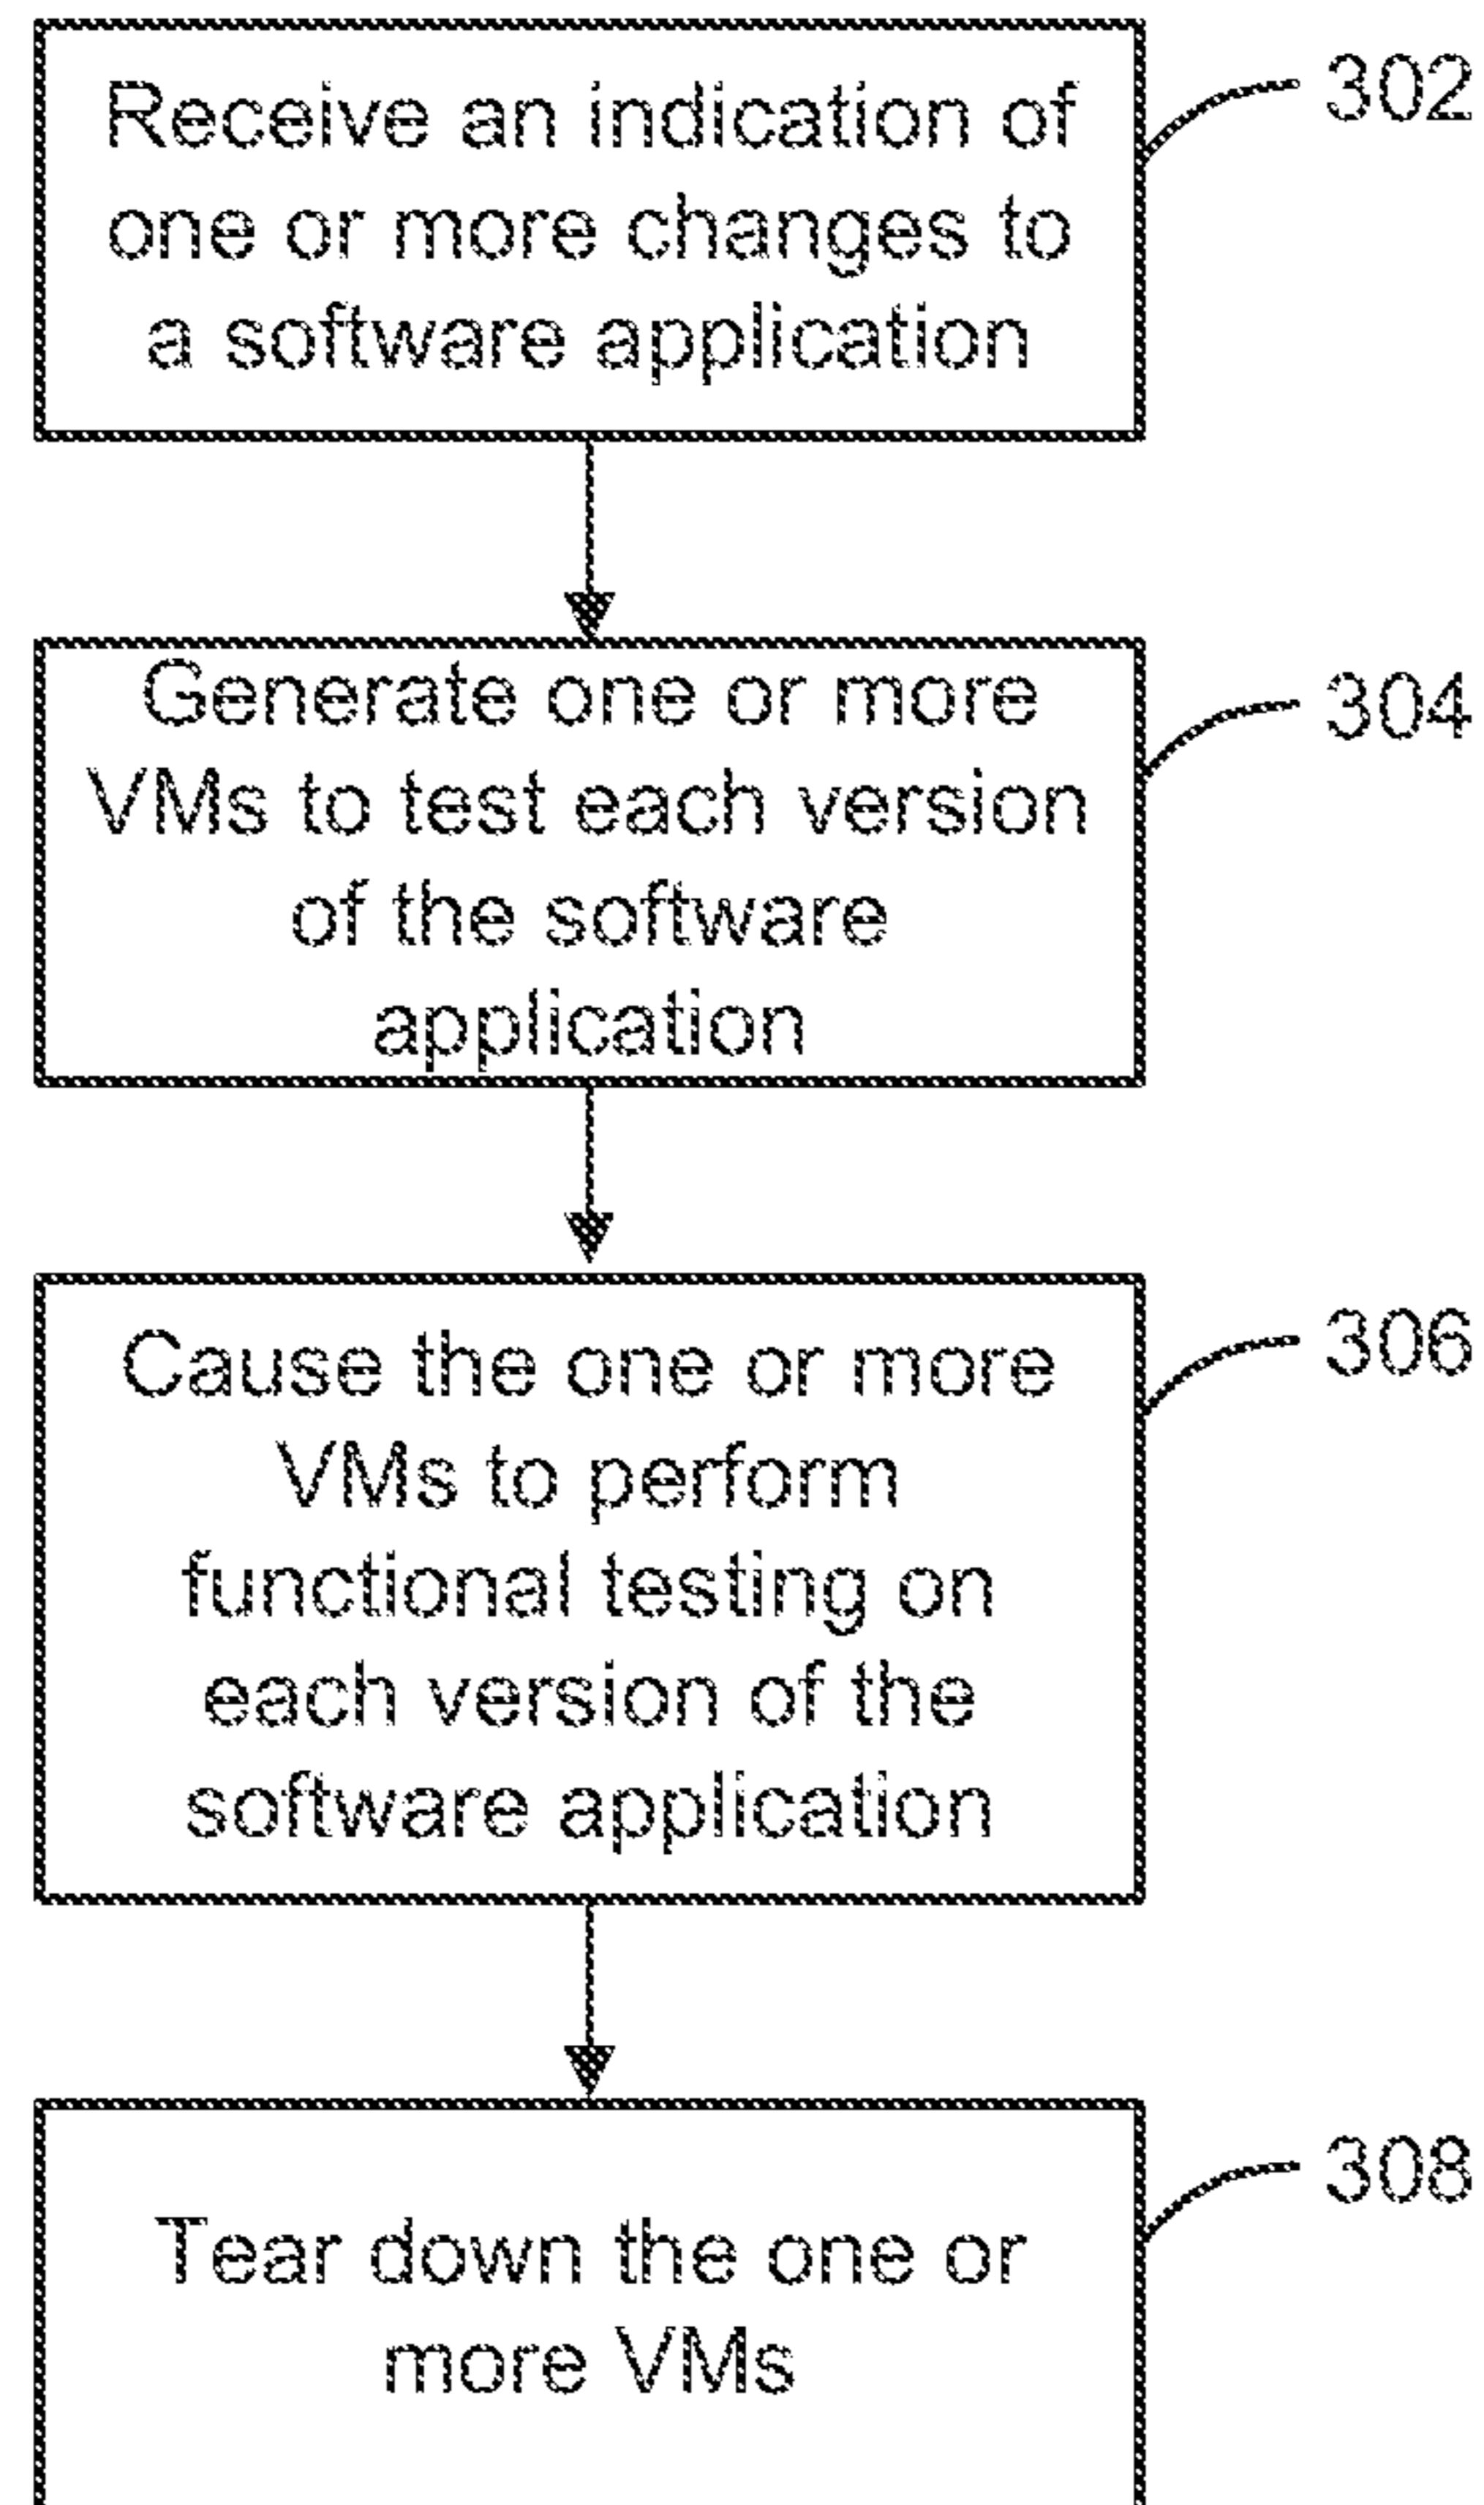 Receive an indication of
one or more changes to
a software application
302
Generate one or more
VMs to test each version
of the software
application
304
Cause the one or more
VMs to perform
functional testing on
each version of the
software application
306
Tear down the one or
more VMs
308